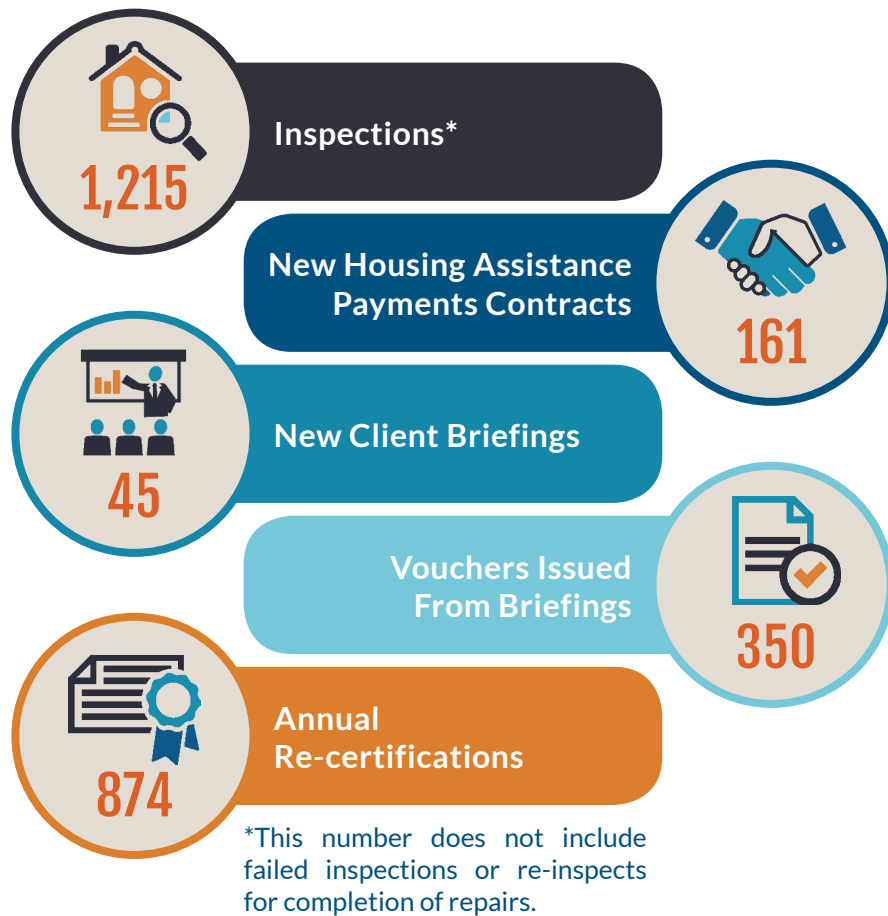 Inspections*
1,215
New Housing Assistance
Payments Contracts
161
New Client Briefings
45
Vouchers Issued
From Briefings
350
Annual
Re-certifications
874
*This number does not include
failed inspections or re-inspects
for completion of repairs.